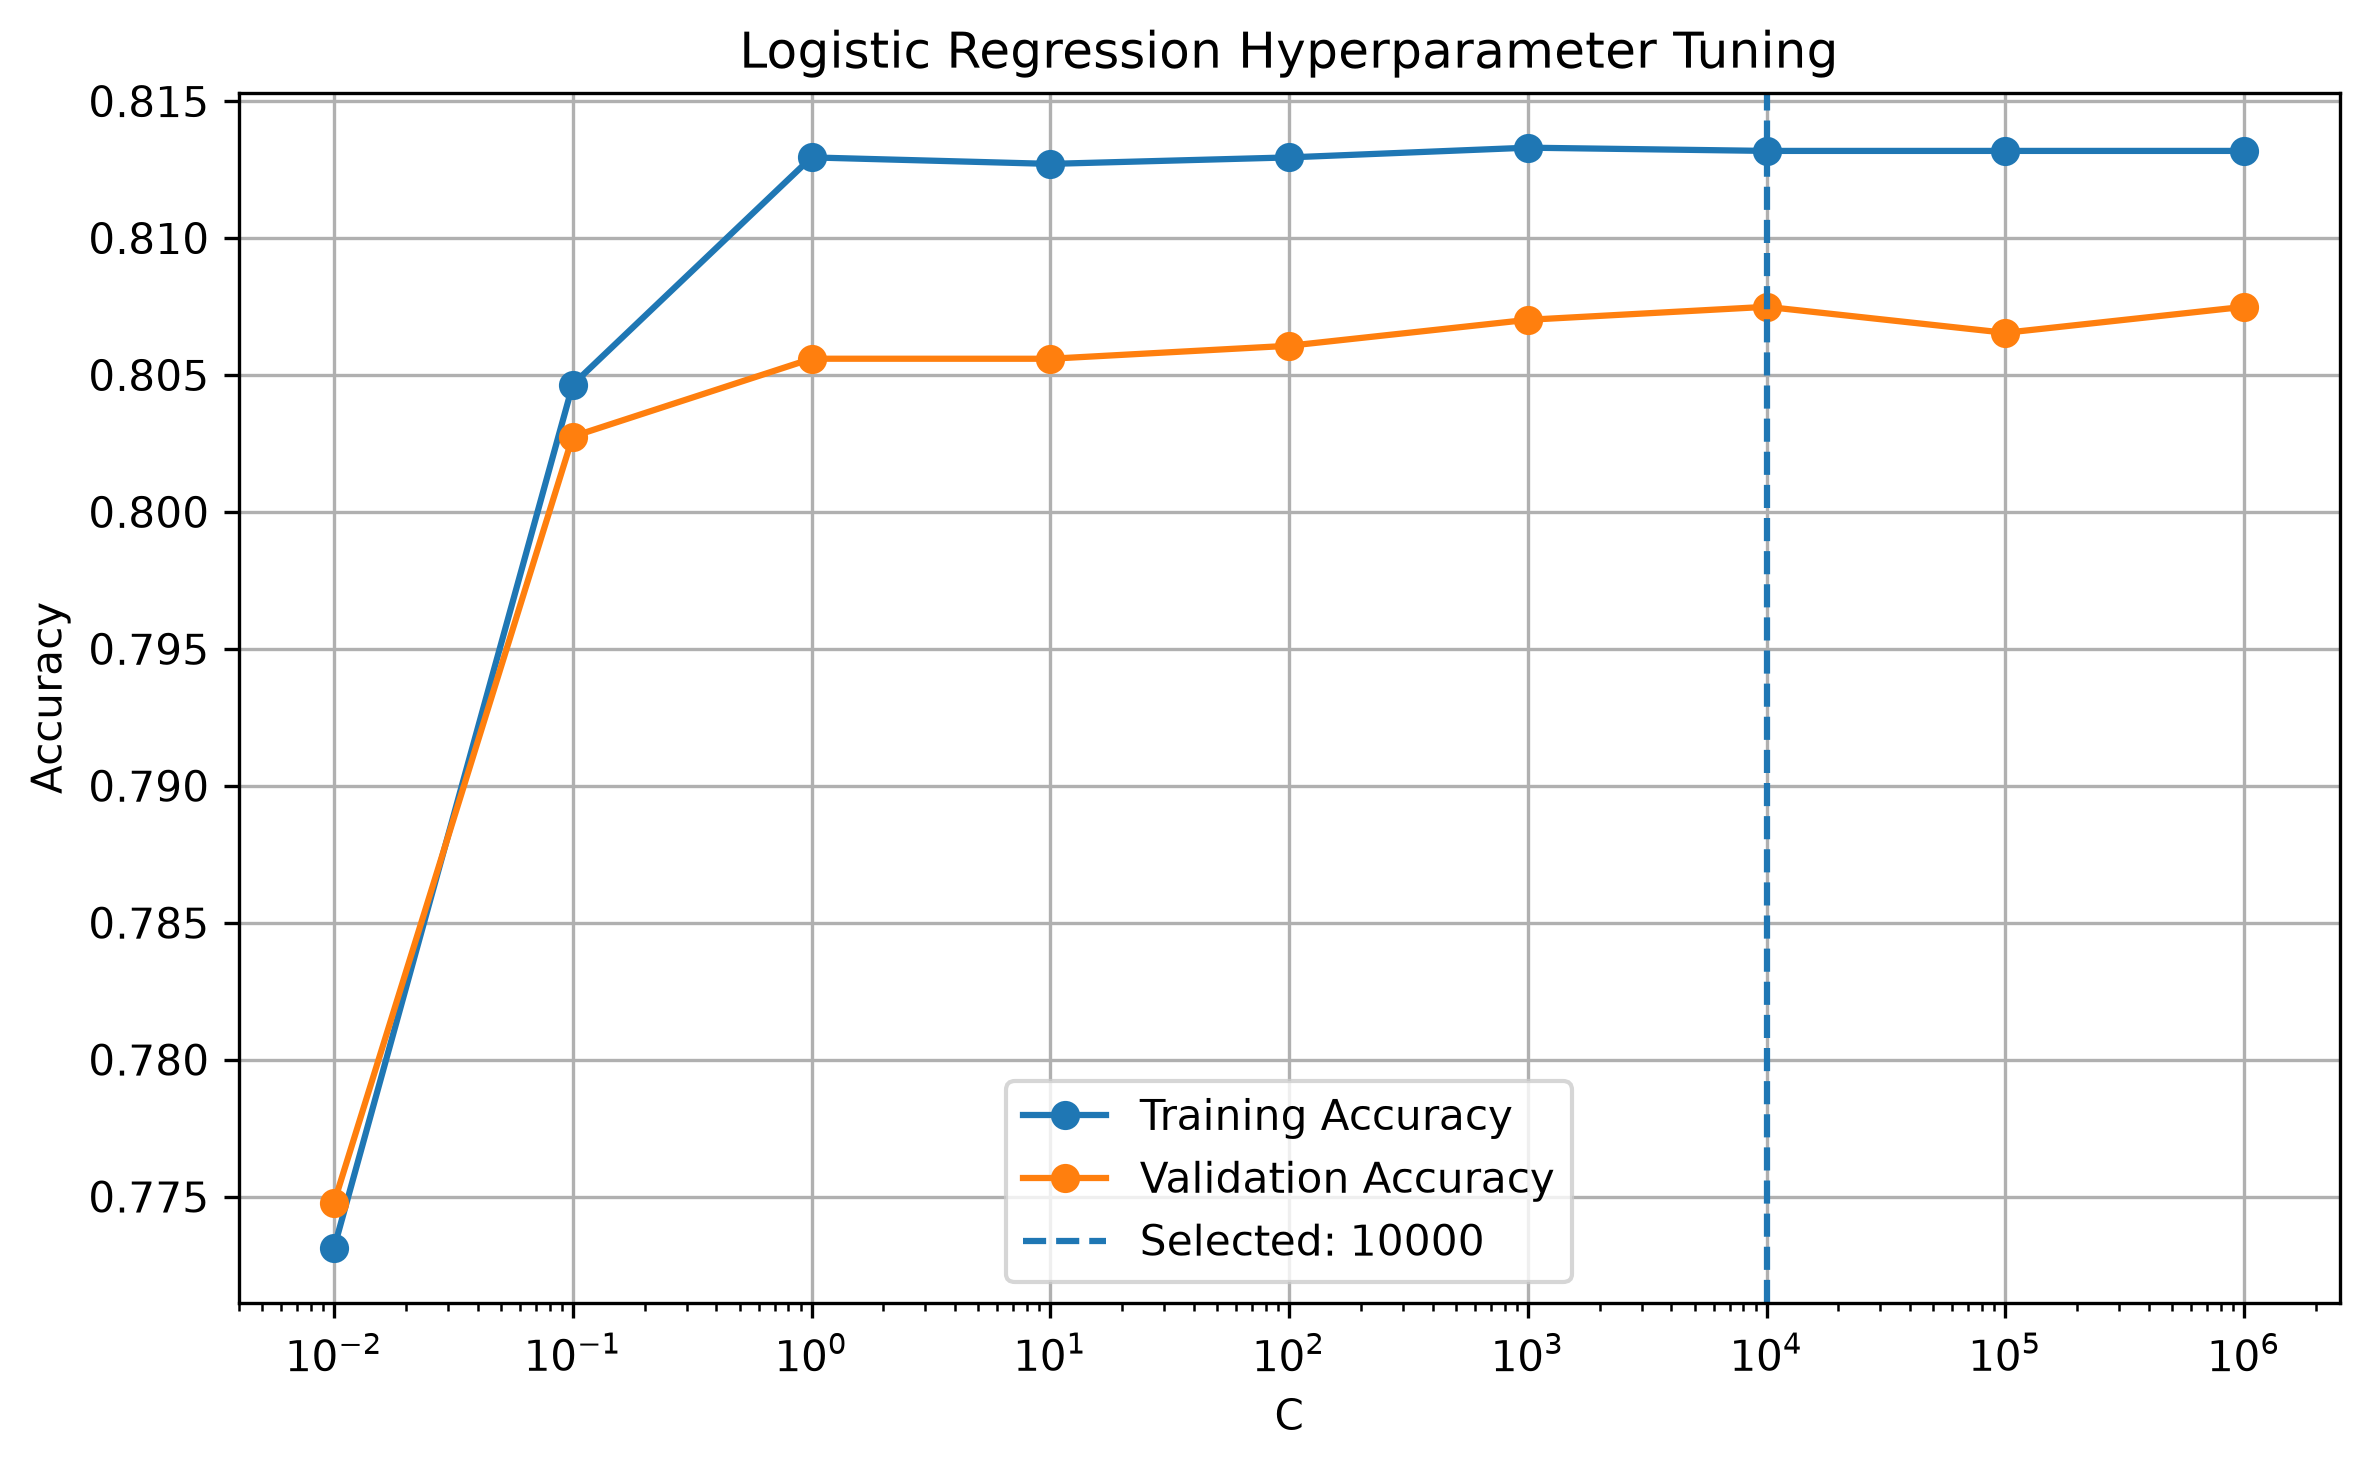 Logistic Regression Hyperparameter Tuning
0.815
0.810
0.805
0.800
0.795
0.790
0.785
0.780
0.775
Accuracy
Training Accuracy
Validation Accuracy
Selected: 10000
10⁻² 10⁻¹ 10⁰ 10¹ 10² 10³ 10⁴ 10⁵ 10⁶
C